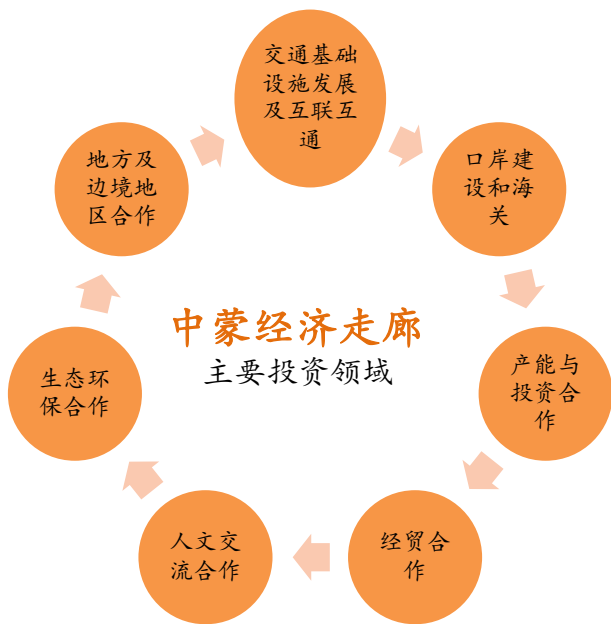 交通基础
设施发展
及互联互
通
口岸建
设和海
关
产能与
投资合
作
经贸合
作
人文交
流合作
生态环
保合作
地方及
边境地
区合作
中蒙经济走廊
主要投资领域